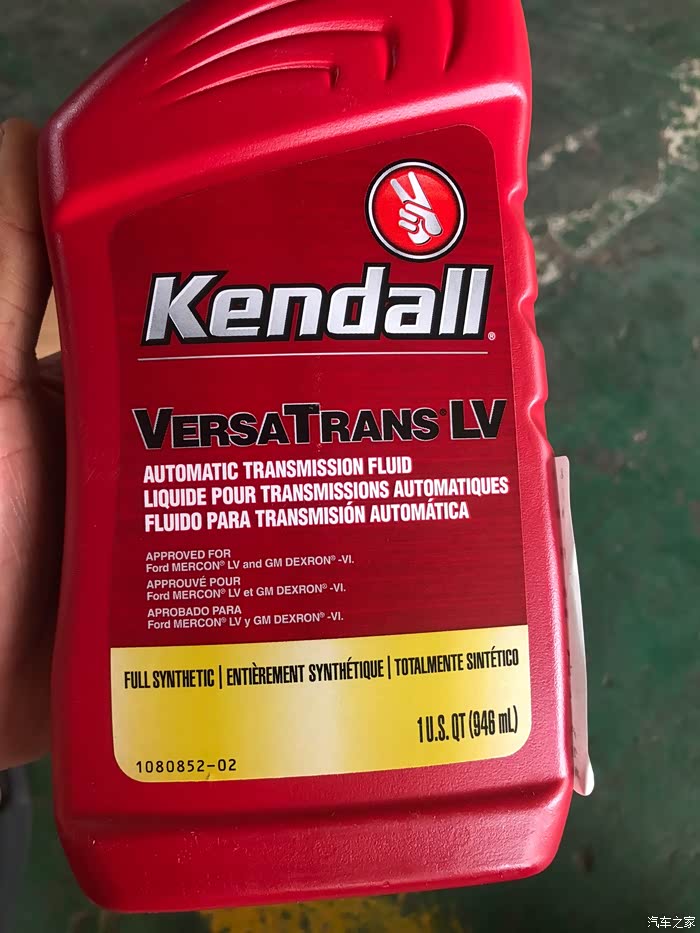 Kendall®
VERSATRANS® LV
AUTOMATIC TRANSMISSION FLUID
LIQUIDE POUR TRANSMISSIONS AUTOMATIQUES
FLUIDO PARA TRANSMISIÓN AUTOMÁTICA
APPROVED FOR
Ford MERCON® LV and GM DEXRON® -VI.
APPROUVÉ POUR
Ford MERCON® LV et GM DEXRON® -VI.
APROBADO PARA
Ford MERCON® LV y GM DEXRON® -VI.
FULL SYNTHETIC | ENTIÈREMENT SYNTHÉTIQUE | TOTALMENTE SINTÉTICO
1 U.S. QT (946 mL)
1080852-02
汽车之家